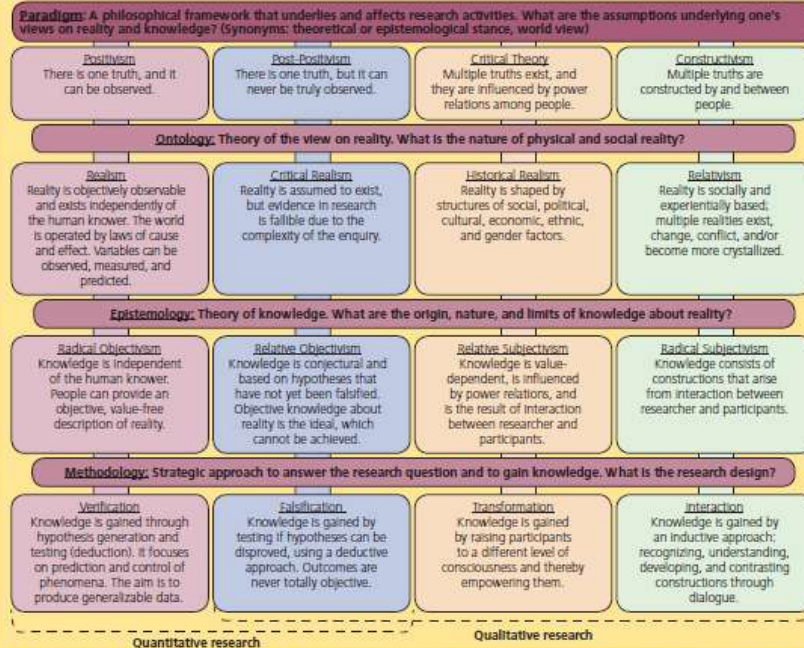 Paradigm: A philosophical framework that underlies and affects research activities. What are the assumptions underlying one's
views on reality and knowledge? (Synonyms: theoretical or epistemological stance, world view)
Positivism
There is one truth, and it
can be observed.
Post-Positivism
There is one truth, but it can
never be truly observed.
Critical Theory
Multiple truths exist, and
they are influenced by power
relations among people.
Constructivism
Multiple truths are
constructed by and between
people.
Ontology: Theory of the view on reality. What is the nature of physical and social reality?
Realism
Reality is objectively observable
and exists independently of
the human knower. The world
is operated by laws of cause
and effect. Variables can be
observed, measured, and
predicted.
Critical Realism
Reality is assumed to exist,
but evidence in research
is fallible due to the
complexity of the enquiry.
Historical Realism
Reality is shaped by
structures of social, political,
cultural, economic, ethnic,
and gender factors.
Relativism
Reality is socially and
experientially based;
multiple realities exist,
change, conflict, and/or
become more crystallized.
Epistemology: Theory of knowledge. What are the origin, nature, and limits of knowledge about reality?
Radical Objectivism
Knowledge is independent
of the human knower.
People can provide an
objective, value-free
description of reality.
Relative Objectivism
Knowledge is conjectural and
based on hypotheses that
have not yet been falsified.
Objective knowledge about
reality is the ideal, which
cannot be achieved.
Relative Subjectivism
Knowledge is value-
dependent, is influenced
by power relations, and
is the result of interaction
between researcher and
participants.
Radical Subjectivism
Knowledge consists of
constructions that arise
from interaction between
researcher and participants.
Methodology: Strategic approach to answer the research question and to gain knowledge. What is the research design?
Verification
Knowledge is gained through
hypothesis generation and
testing (deduction). It focuses
on prediction and control of
phenomena. The aim is to
produce generalizable data.
Falsification
Knowledge is gained by
testing if hypotheses can be
disproved, using a deductive
approach. Outcomes are
never totally objective.
Transformation
Knowledge is gained
by raising participants
to a different level of
consciousness and thereby
empowering them.
Interaction
Knowledge is gained by
an inductive approach:
recognizing, understanding,
developing, and contrasting
constructions through
dialogue.
Quantitative research
Qualitative research